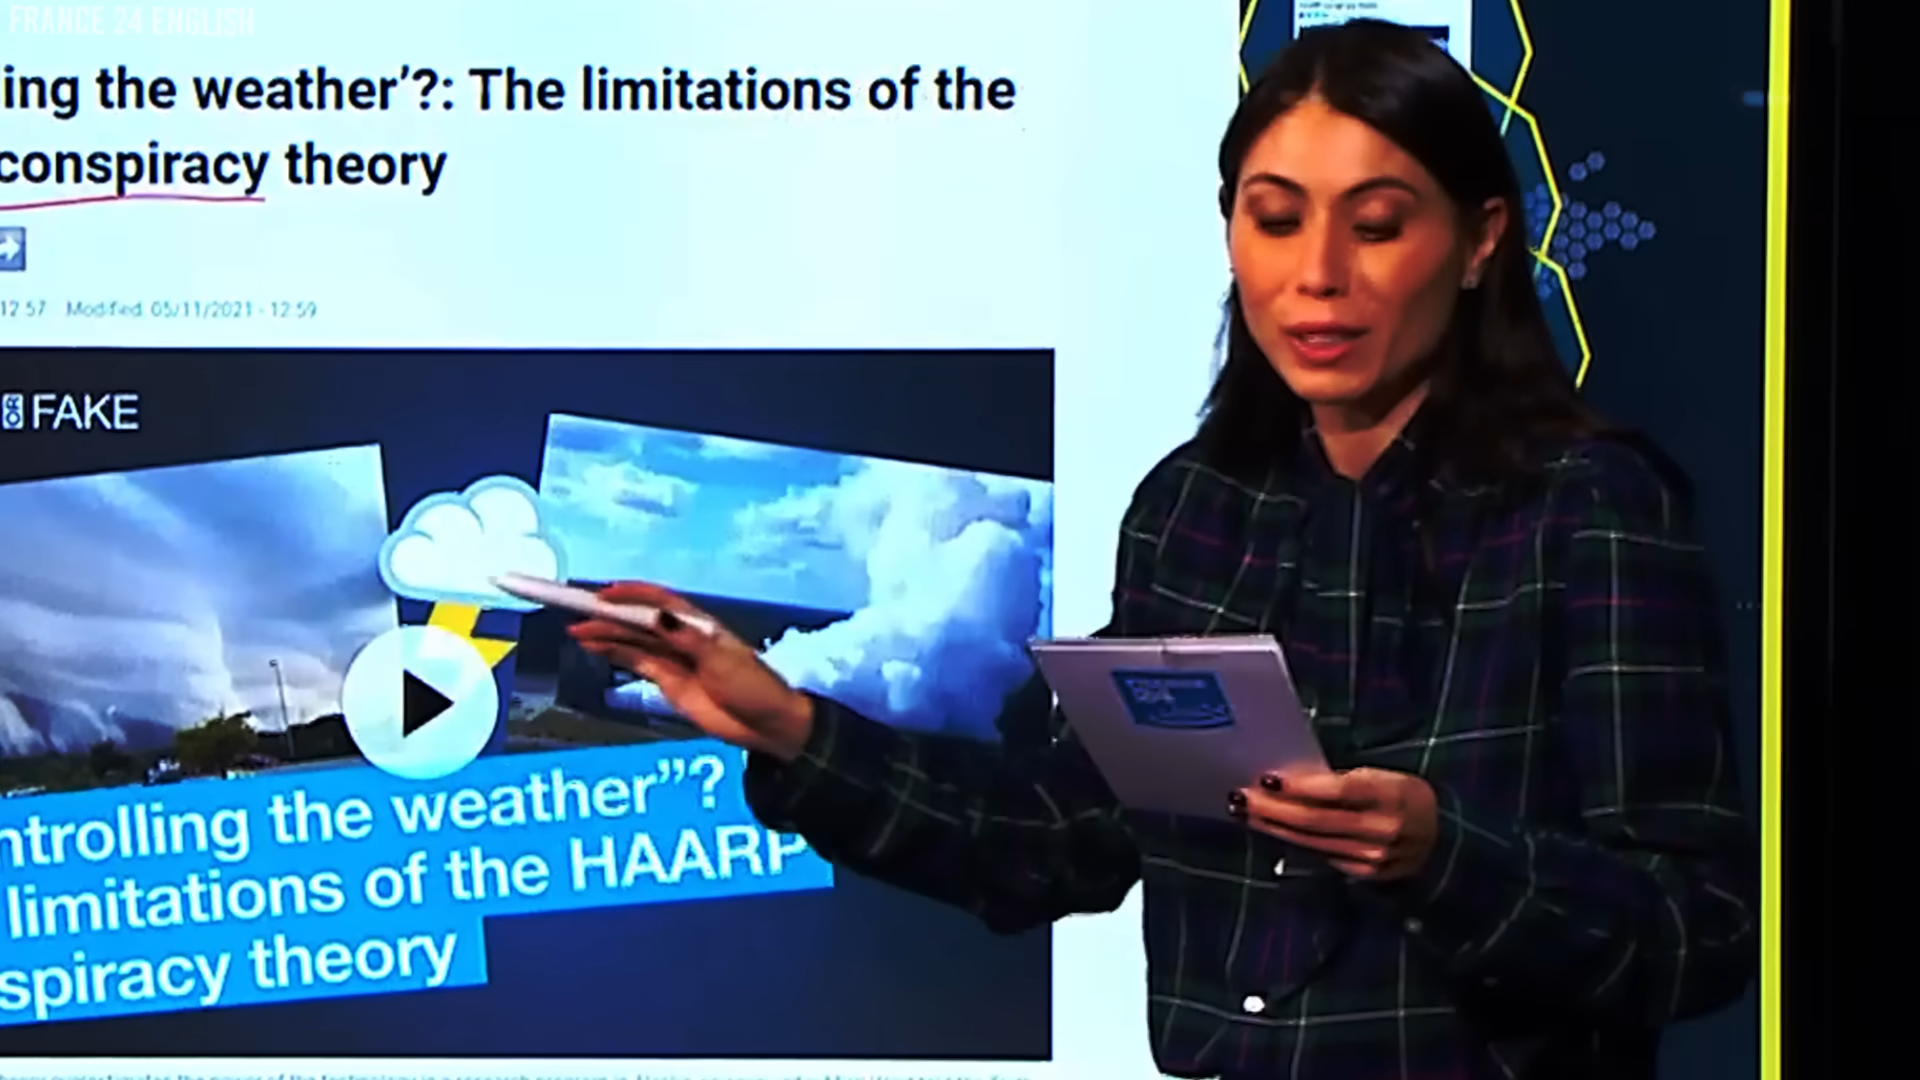 FRANCE 24 ENGLISH
ing the weather’?: The limitations of the
conspiracy theory
12:57 Modified: 05/11/2021 - 12:59
OR FAKE
ntrolling the weather”?
limitations of the HAARP
spiracy theory